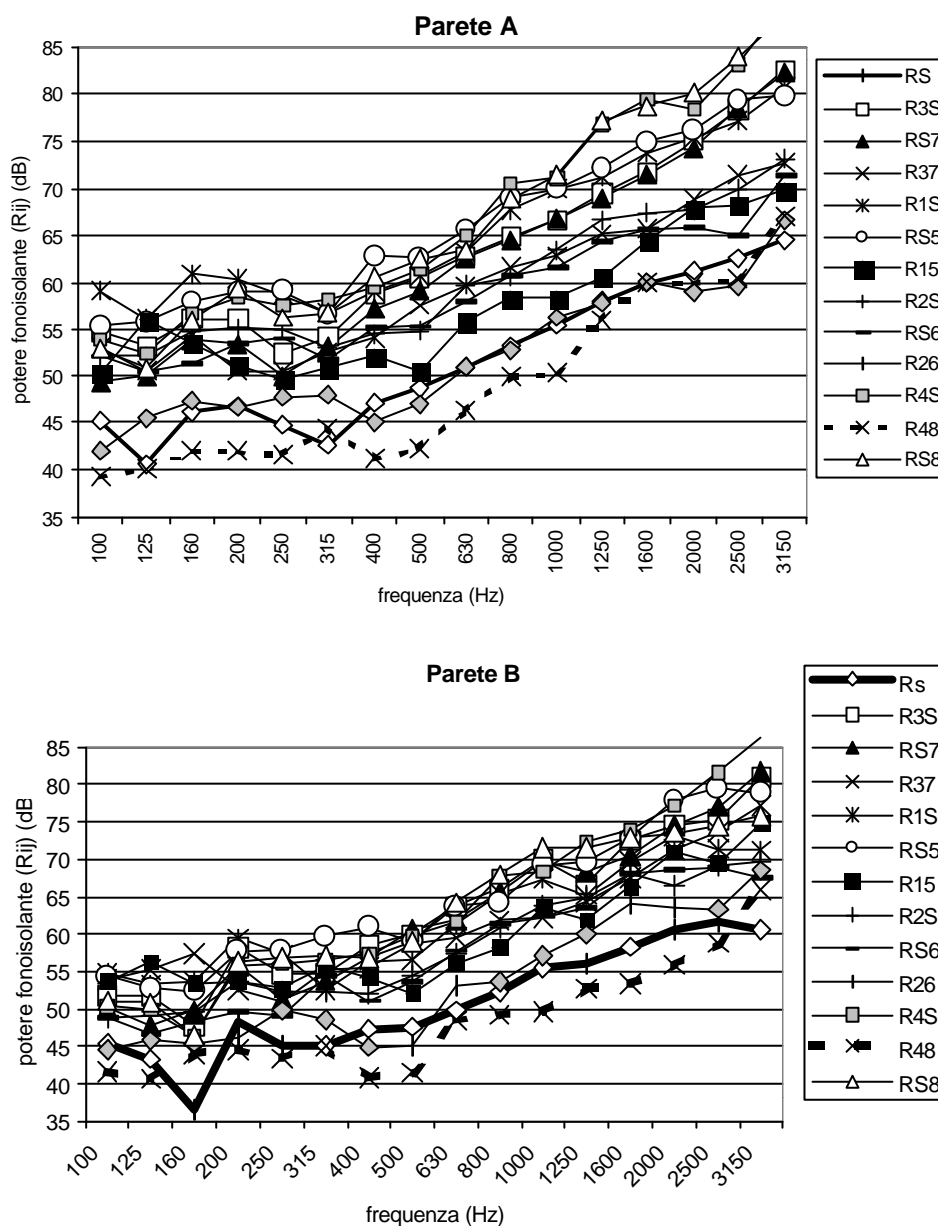 Parete A
potere fonoisolante (Rij) (dB)
85
80
75
70
65
60
55
50
45
40
35
100
125
160
200
250
315
400
500
630
800
1000
1250
1600
2000
2500
3150
frequenza (Hz)
RS
R3S
RS7
R37
R1S
RS5
R15
R2S
RS6
R26
R4S
R48
RS8
Parete B
potere fonoisolante (Rij) (dB
85
80
75
70
65
60
55
50
45
40
35
100
125
160
200
250
315
400
500
630
800
1000
1250
1600
2000
2500
3150
frequenza (Hz)
Rs
R3S
RS7
R37
R1S
RS5
R15
R2S
RS6
R26
R4S
R48
RS8